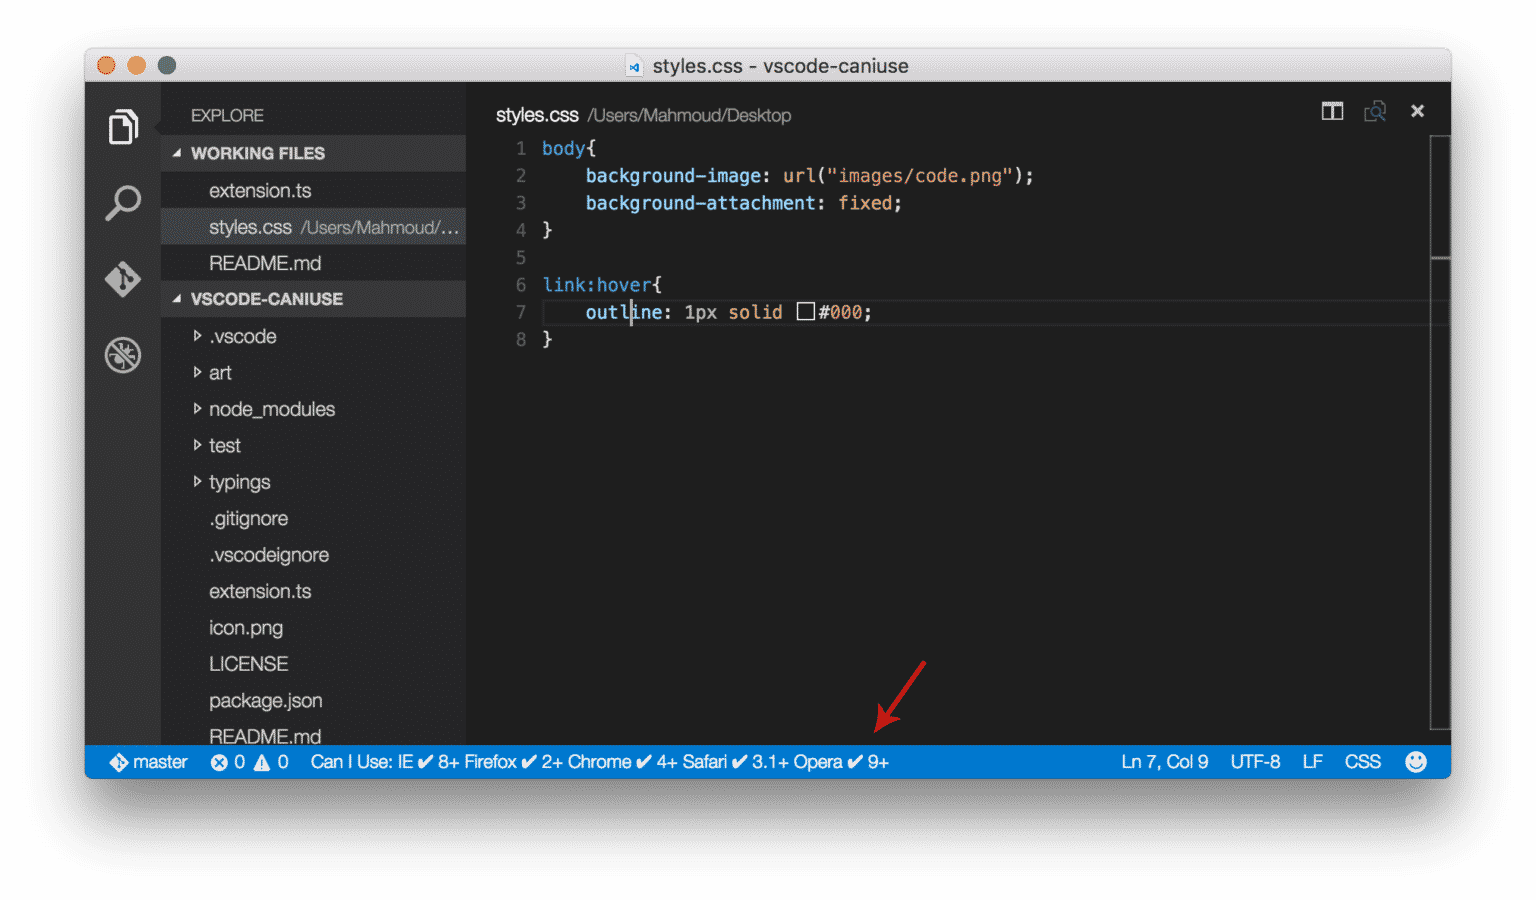 styles.css - vscode-caniuse
EXPLORE
WORKING FILES
extension.ts
styles.css /Users/Mahmoud/...
README.md
VSCODE-CANIUSE
.vscode
art
node_modules
test
typings
.gitignore
.vscodeignore
extension.ts
icon.png
LICENSE
package.json
README.md
styles.css /Users/Mahmoud/Desktop
1 body{
2 background-image: url("images/code.png");
3 background-attachment: fixed;
4 }
5
6 link:hover{
7 outline: 1px solid #000;
8 }
master 0 0 Can I Use: IE ✔ 8+ Firefox ✔ 2+ Chrome ✔ 4+ Safari ✔ 3.1+ Opera ✔ 9+ Ln 7, Col 9 UTF-8 LF CSS